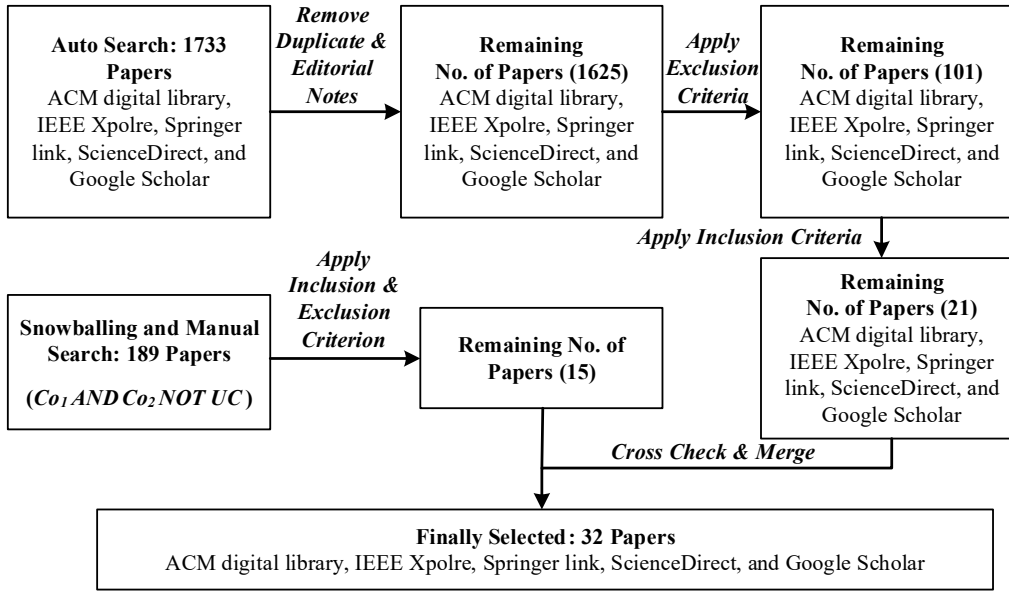 Auto Search: 1733
Papers
ACM digital library,
IEEE Xpolre, Springer
link, ScienceDirect, and
Google Scholar
Remove
Duplicate &
Editorial
Notes
Remaining
No. of Papers (1625)
ACM digital library,
IEEE Xpolre, Springer
link, ScienceDirect, and
Google Scholar
Apply
Exclusion
Criteria
Remaining
No. of Papers (101)
ACM digital library,
IEEE Xpolre, Springer
link, ScienceDirect, and
Google Scholar
Apply Inclusion Criteria
Remaining
No. of Papers (21)
ACM digital library,
IEEE Xpolre, Springer
link, ScienceDirect, and
Google Scholar
Snowballing and Manual
Search: 189 Papers
(Co1 AND Co2 NOT UC)
Apply
Inclusion &
Exclusion
Criterion
Remaining No. of
Papers (15)
Cross Check & Merge
Finally Selected: 32 Papers
ACM digital library, IEEE Xpolre, Springer link, ScienceDirect, and Google Scholar